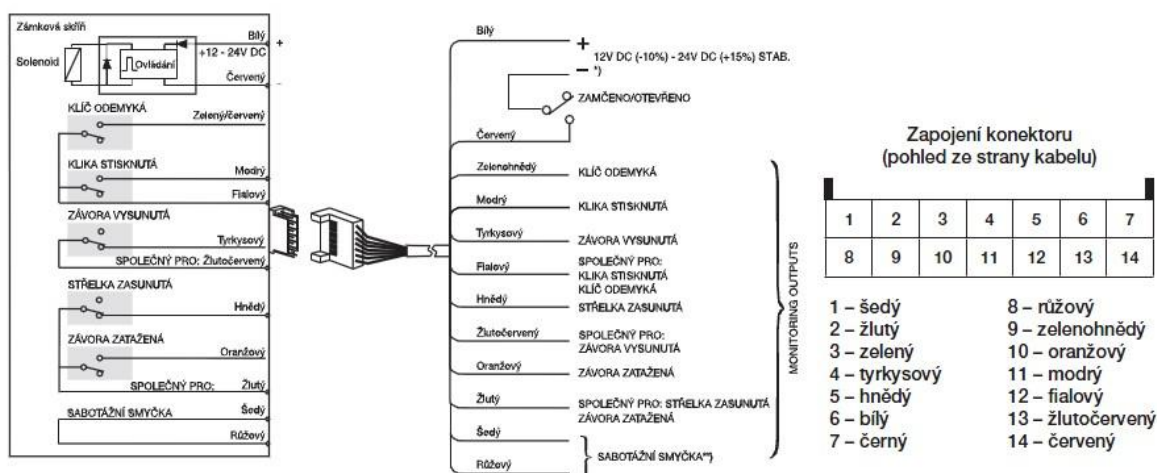 Zámková skříň
Solenoid
Ovládání
Bílý
+
+12 - 24V DC
Červený
-
KLÍČ ODEMYKÁ
Zelený/červený
KLIKA STISKNUTÁ
Modrý
Fialový
ZÁVORA VYSUNUTÁ
Tyrkysový
SPOLEČNÝ PRO: Žlutočervený
STŘELKA ZASUNUTÁ
Hnědý
ZÁVORA ZATAŽENÁ
Oranžový
SPOLEČNÝ PRO; Žlutý
SABOTÁŽNÍ SMYČKA
Šedý
Růžový
Bílý
+
12V DC (-10%) - 24V DC (+15%) STAB.
- *)
ZAMČENO/OTEVŘENO
Červený
Zelenohnědý
KLÍČ ODEMYKÁ
Modrý
KLIKA STISKNUTÁ
Tyrkysový
ZÁVORA VYSUNUTÁ
Fialový
SPOLEČNÝ PRO:
KLIKA STISKNUTÁ
KLÍČ ODEMYKÁ
Hnědý
STŘELKA ZASUNUTÁ
Žlutočervený
SPOLEČNÝ PRO:
ZÁVORA VYSUNUTÁ
Oranžový
ZÁVORA ZATAŽENÁ
Žlutý
SPOLEČNÝ PRO: STŘELKA ZASUNUTÁ
ZÁVORA ZATAŽENÁ
Šedý
SABOTÁŽNÍ SMYČKA**)
Růžový
MONITORING OUTPUTS
Zapojení konektoru
(pohled ze strany kabelu)
1 2 3 4 5 6 7
8 9 10 11 12 13 14
1 – šedý
2 – žlutý
3 – zelený
4 – tyrkysový
5 – hnědý
6 – bílý
7 – černý
8 – růžový
9 – zelenohnědý
10 – oranžový
11 – modrý
12 – fialový
13 – žlutočervený
14 – červený